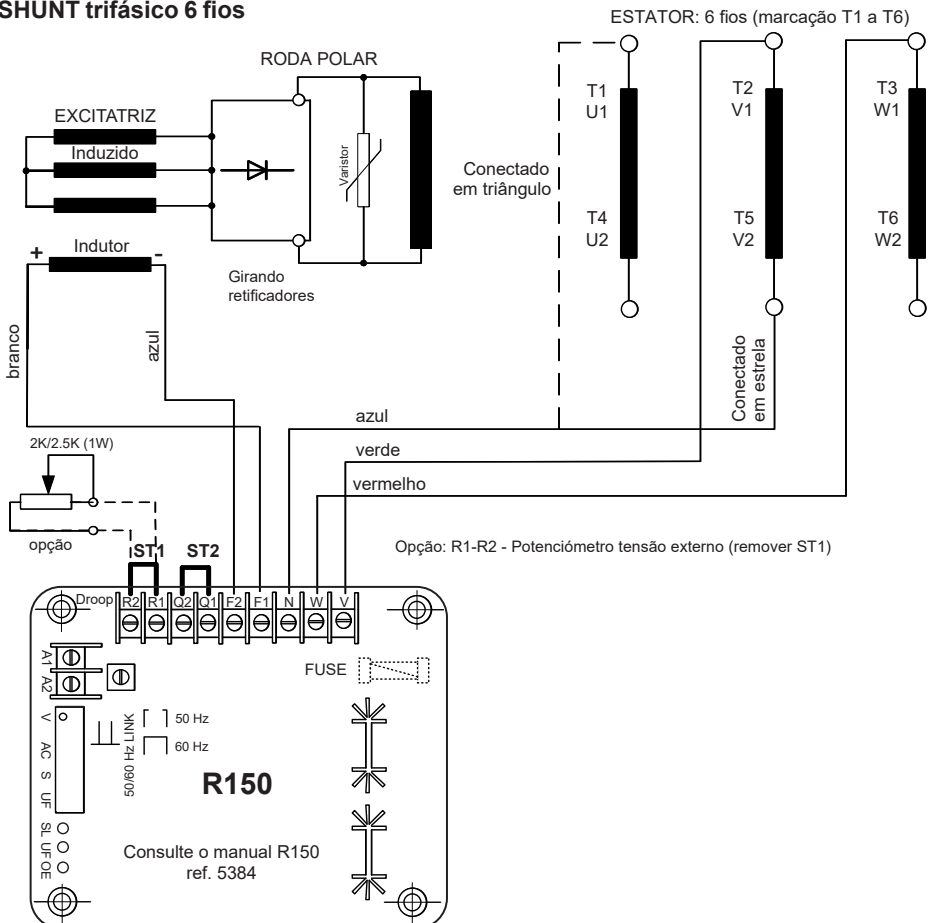 SHUNT trifásico 6 fios
ESTATOR: 6 fios (marcação T1 a T6)
RODA POLAR
EXCITATRIZ
Induzido
Varistor
T1
U1
T2
V1
T3
W1
Conectado
em triângulo
T4
U2
T5
V2
T6
W2
+
Indutor
-
Girando
retificadores
branco
azul
Conectado
em estrela
azul
verde
vermelho
2K/2.5K (1W)
opção
ST1
ST2
Opção: R1-R2 - Potenciómetro tensão externo (remover ST1)
Droop
R2
R1
Q2
Q1
F2
F1
N
W
V
A1
A2
FUSE
V
AC
S
UF
50/60 Hz LINK
50 Hz
60 Hz
R150
SL
UF
OE
Consulte o manual R150
ref. 5384